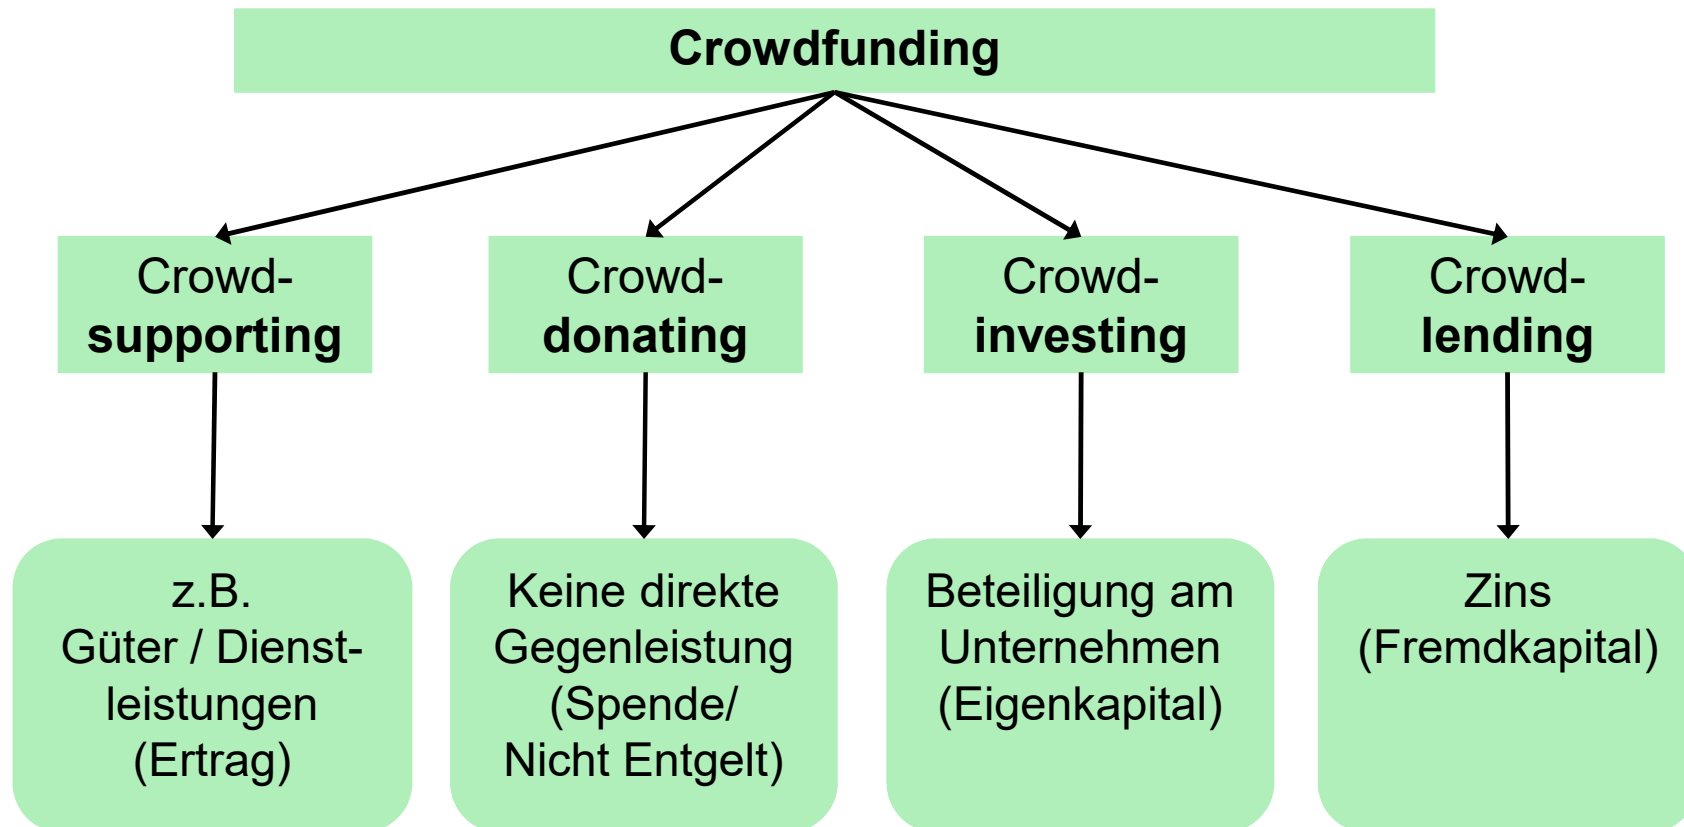 Crowdfunding
Crowd-
supporting
Crowd-
donating
Crowd-
investing
Crowd-
lending
z.B.
Güter / Dienst-
leistungen
(Ertrag)
Keine direkte
Gegenleistung
(Spende/
Nicht Entgelt)
Beteiligung am
Unternehmen
(Eigenkapital)
Zins
(Fremdkapital)